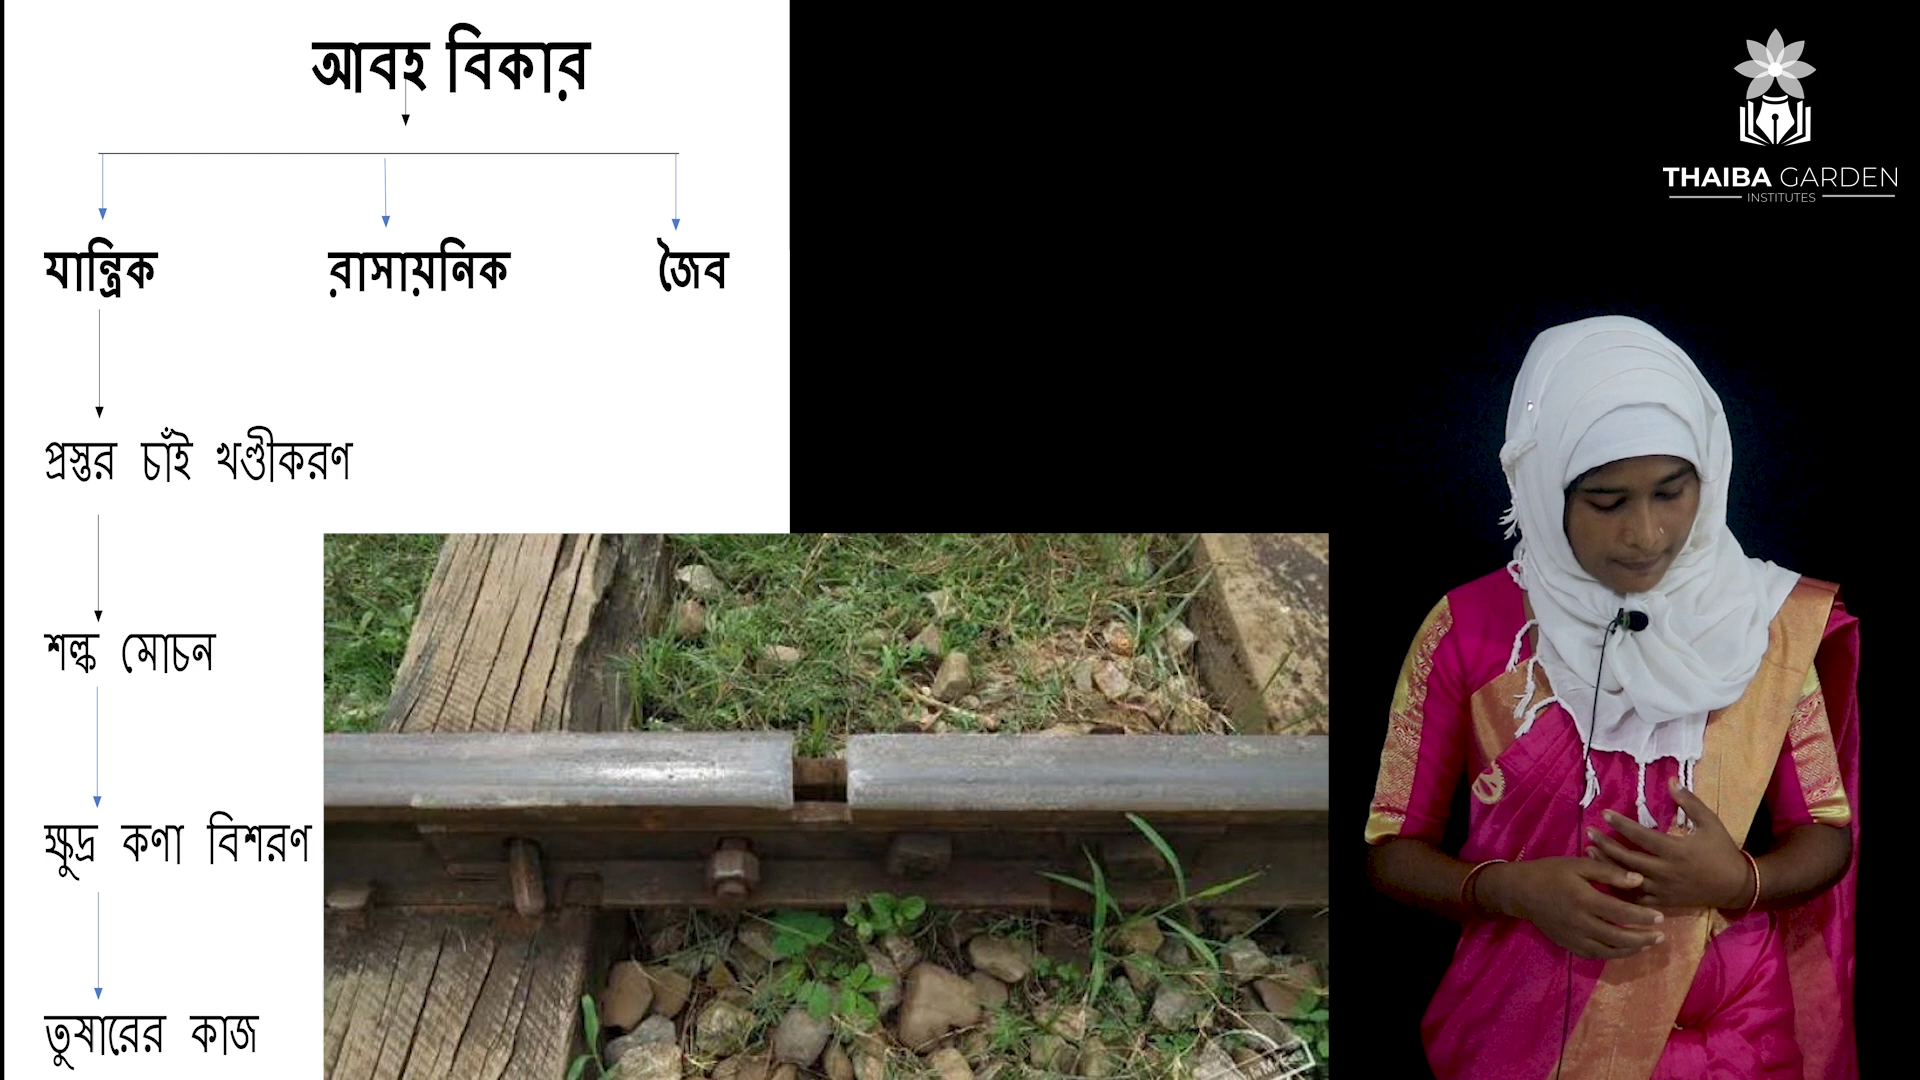 আবহ বিকার
যান্ত্রিক
রাসায়নিক
জৈব
প্রস্তর চাঁই খণ্ডীকরণ
শল্ক মোচন
ক্ষুদ্র কণা বিশরণ
তুষারের কাজ
THAIBA GARDEN
INSTITUTES